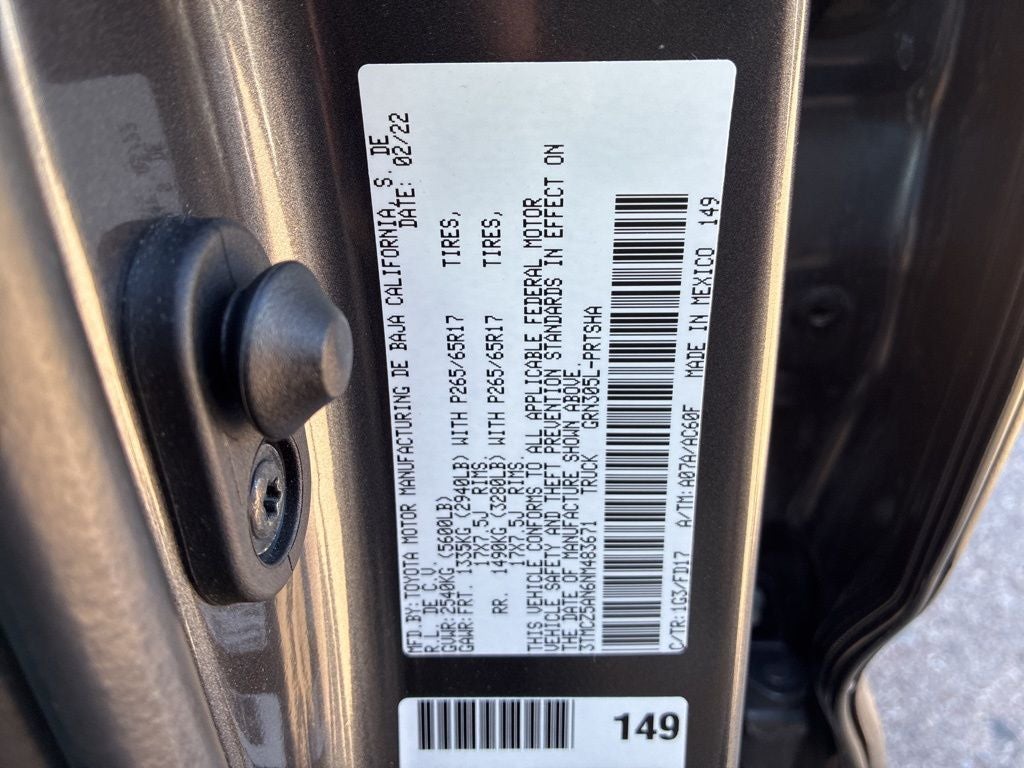 MFD.BY:TOYOTA MOTOR MANUFACTURING DE BAJA CALIFORNIA, S. DE
R.L. DE C.V. DATE: 02/22
GVWR:2540KG (5600LB)
GAWR:FRT. 1335KG (2940LB) WITH P265/65R17 TIRES,
17X7.5J RIMS
RR. 1490KG (3280LB) WITH P265/65R17 TIRES,
17X7.5J RIMS
THIS VEHICLE CONFORMS TO ALL APPLICABLE FEDERAL MOTOR
VEHICLE SAFETY AND THEFT PREVENTION STANDARDS IN EFFECT ON
THE DATE OF MANUFACTURE SHOWN ABOVE.
3TMCZ5AN6NM483671 TRUCK GRN305L-PRTSHA
C/TR:1G3/FD17 A/TM:A07A/AC60F MADE IN MEXICO 149
149